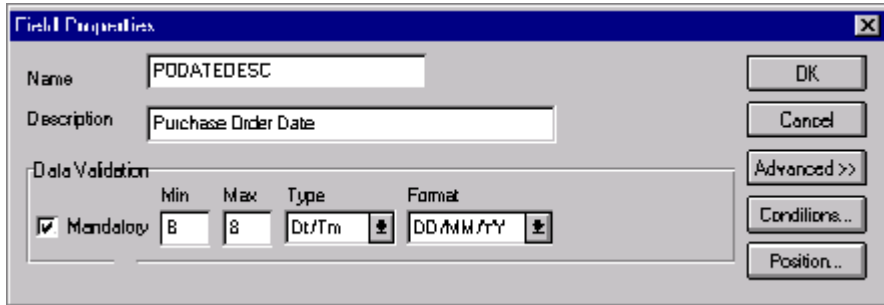 Field Properties
Name PODATEDESC OK
Description Purchase Order Date Cancel
Data Validation Advanced >>
Min Max Type Format
Mandatory 8 8 Dt/Tm DD/MM/YY Conditions...
Position...